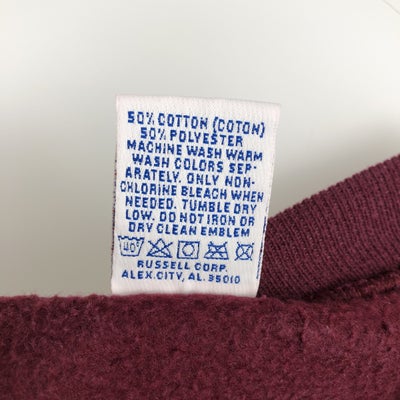 50% COTTON (COTON)
50% POLYESTER
MACHINE WASH WARM
WASH COLORS SEP-
ARATELY. ONLY NON-
CHLORINE BLEACH WHEN
NEEDED. TUMBLE DRY
LOW. DO NOT IRON OR
DRY CLEAN EMBLEM
40°
RUSSELL CORP.
ALEX.CITY, AL. 35010